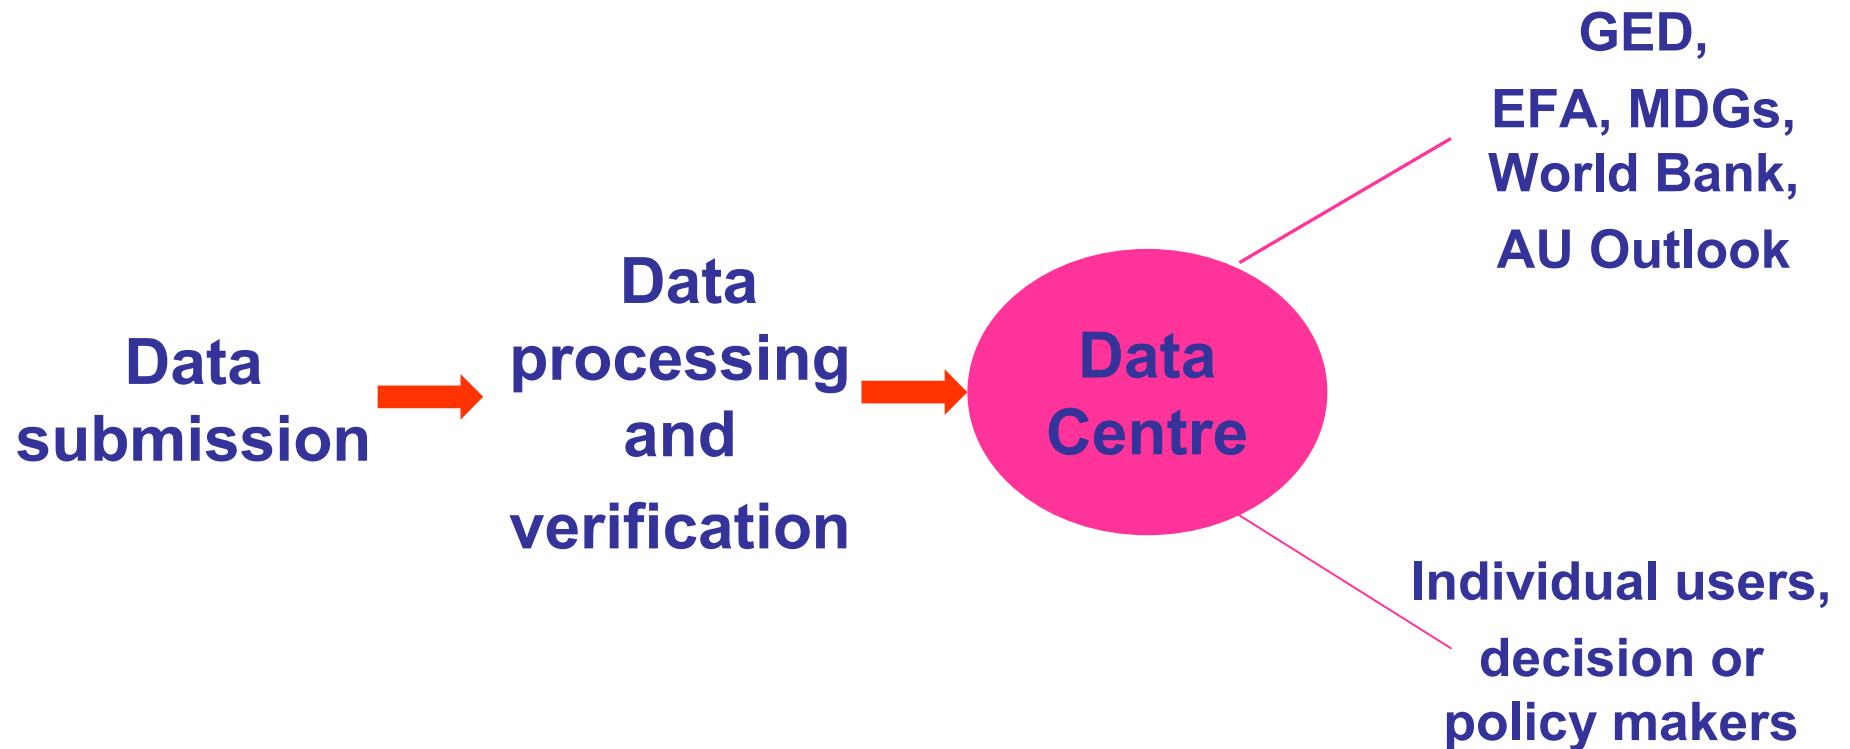 Data
submission
Data
processing
and
verification
Data
Centre
GED,
EFA, MDGs,
World Bank,
AU Outlook
Individual users,
decision or
policy makers